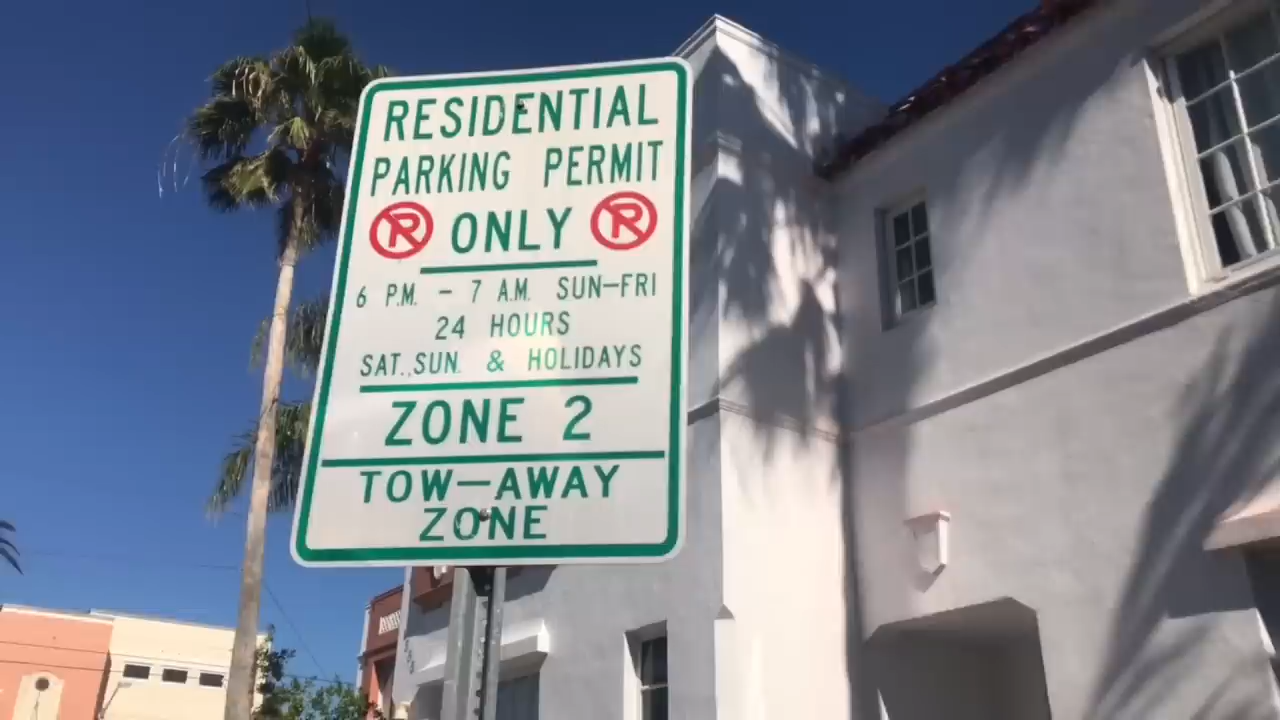 RESIDENTIAL
PARKING PERMIT
ONLY
6 P.M. - 7 A.M. SUN-FRI
24 HOURS
SAT., SUN. & HOLIDAYS
ZONE 2
TOW-AWAY
ZONE